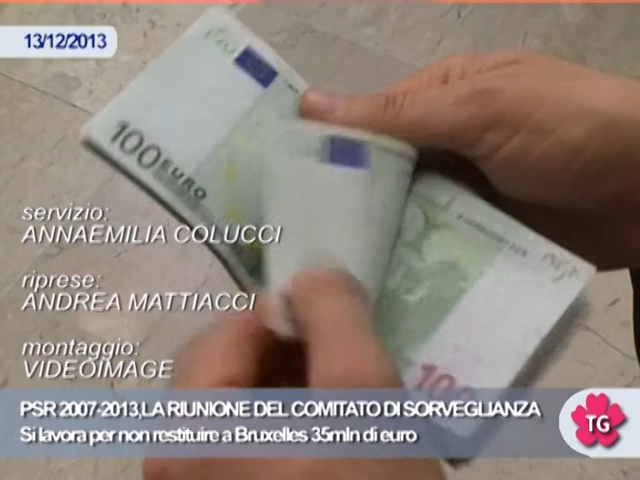 13/12/2013
100 EURO
servizio:
ANNAEMILIA COLUCCI
riprese:
ANDREA MATTIACCI
montaggio:
VIDEOIMAGE
100
PSR 2007-2013,LA RIUNIONE DEL COMITATO DI SORVEGLIANZA
Si lavora per non restituire a Bruxelles 35mln di euro
TG